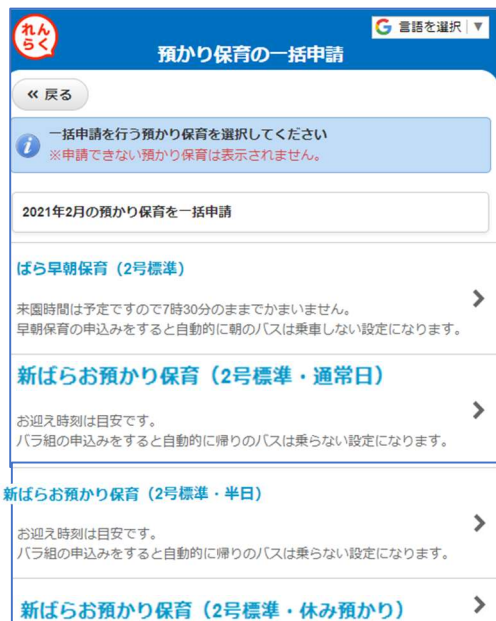 れん
らく
言語を選択 ▼
預かり保育の一括申請
« 戻る
一括申請を行う預かり保育を選択してください
※申請できない預かり保育は表示されません。
2021年2月の預かり保育を一括申請
ばら早朝保育（2号標準）
来園時間は予定ですので7時30分のままでかまいません。
早朝保育の申込みをすると自動的に朝のバスは乗車しない設定になります。
新ばらお預かり保育（2号標準・通常日）
お迎え時刻は目安です。
バラ組の申込みをすると自動的に帰りのバスは乗らない設定になります。
新ばらお預かり保育（2号標準・半日）
お迎え時刻は目安です。
バラ組の申込みをすると自動的に帰りのバスは乗らない設定になります。
新ばらお預かり保育（2号標準・休み預かり）